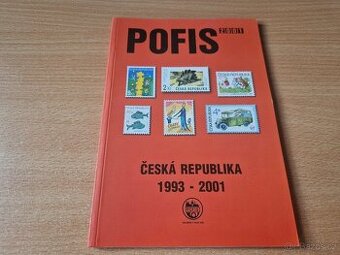 POFIS
ČESKÁ REPUBLIKA
1993 - 2001